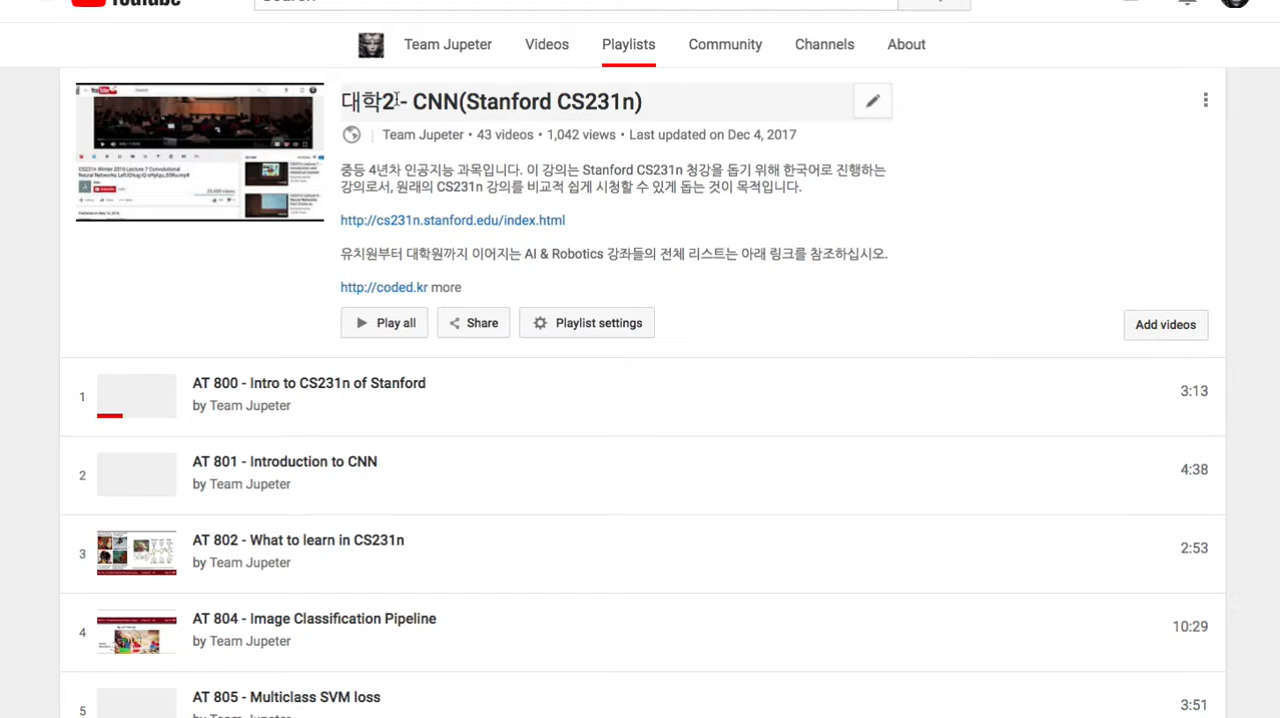 Team Jupeter Videos Playlists Community Channels About
대학2 - CNN(Stanford CS231n)
Team Jupeter • 43 videos • 1,042 views • Last updated on Dec 4, 2017
중등 4년차 인공지능 과목입니다. 이 강의는 Stanford CS231n 청강을 돕기 위해 한국어로 진행하는
강의로서, 원래의 CS231n 강의를 비교적 쉽게 시청할 수 있게 돕는 것이 목적입니다.
http://cs231n.stanford.edu/index.html
유치원부터 대학원까지 이어지는 AI & Robotics 강좌들의 전체 리스트는 아래 링크를 참조하십시오.
http://coded.kr more
Play all Share Playlist settings Add videos
1 AT 800 - Intro to CS231n of Stanford 3:13
by Team Jupeter
2 AT 801 - Introduction to CNN 4:38
by Team Jupeter
3 AT 802 - What to learn in CS231n 2:53
by Team Jupeter
4 AT 804 - Image Classification Pipeline 10:29
by Team Jupeter
5 AT 805 - Multiclass SVM loss 3:51
by Team Jupeter